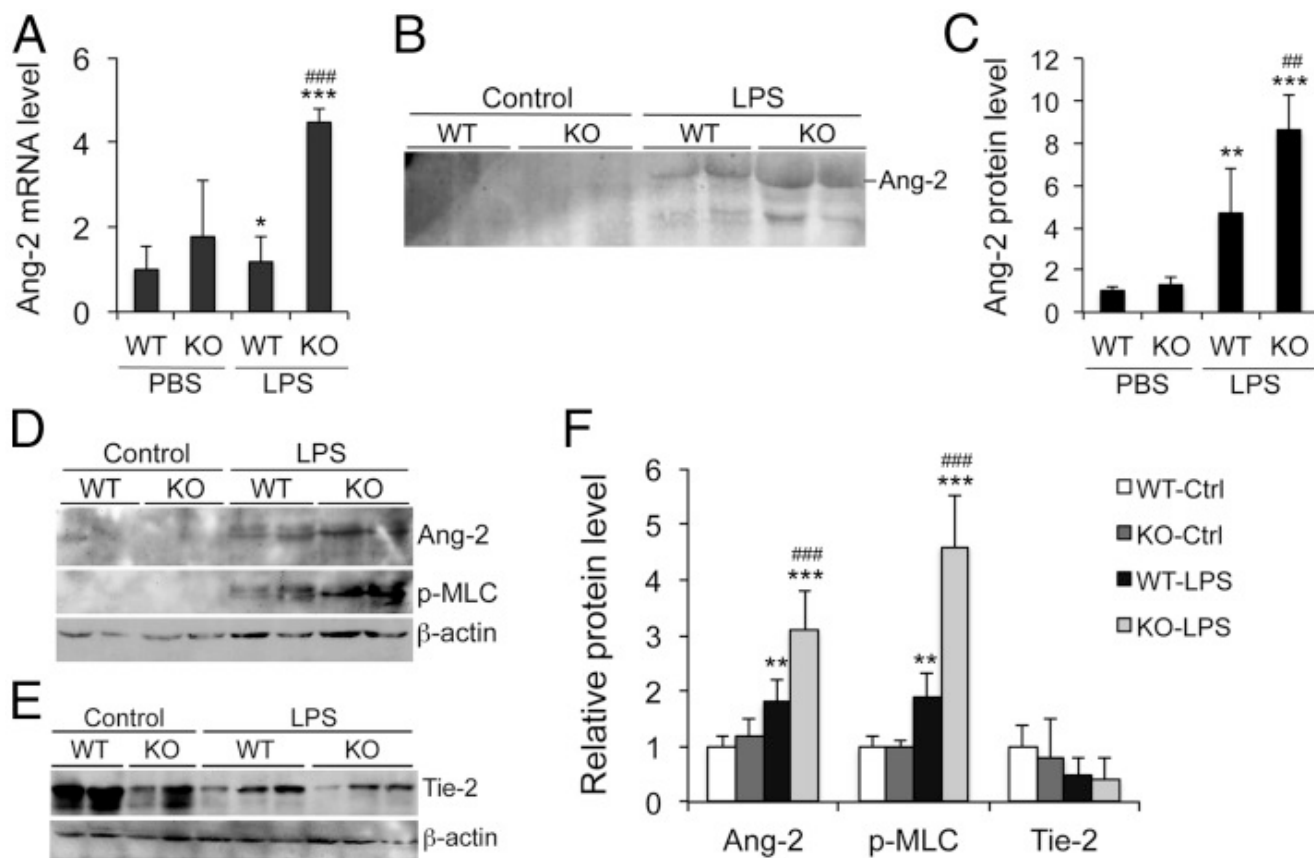 A
Ang-2 mRNA level
6
4
2
0
*
###
***
WT KO WT KO
PBS LPS
B
Control LPS
WT KO WT KO
Ang-2
C
Ang-2 protein level
12
10
8
6
4
2
0
**
##
***
WT KO WT KO
PBS LPS
D
Control LPS
WT KO WT KO
Ang-2
p-MLC
β-actin
E
Control LPS
WT KO WT KO
Tie-2
β-actin
F
Relative protein level
6
5
4
3
2
1
0
**
###
***
**
###
***
Ang-2 p-MLC Tie-2
WT-Ctrl
KO-Ctrl
WT-LPS
KO-LPS